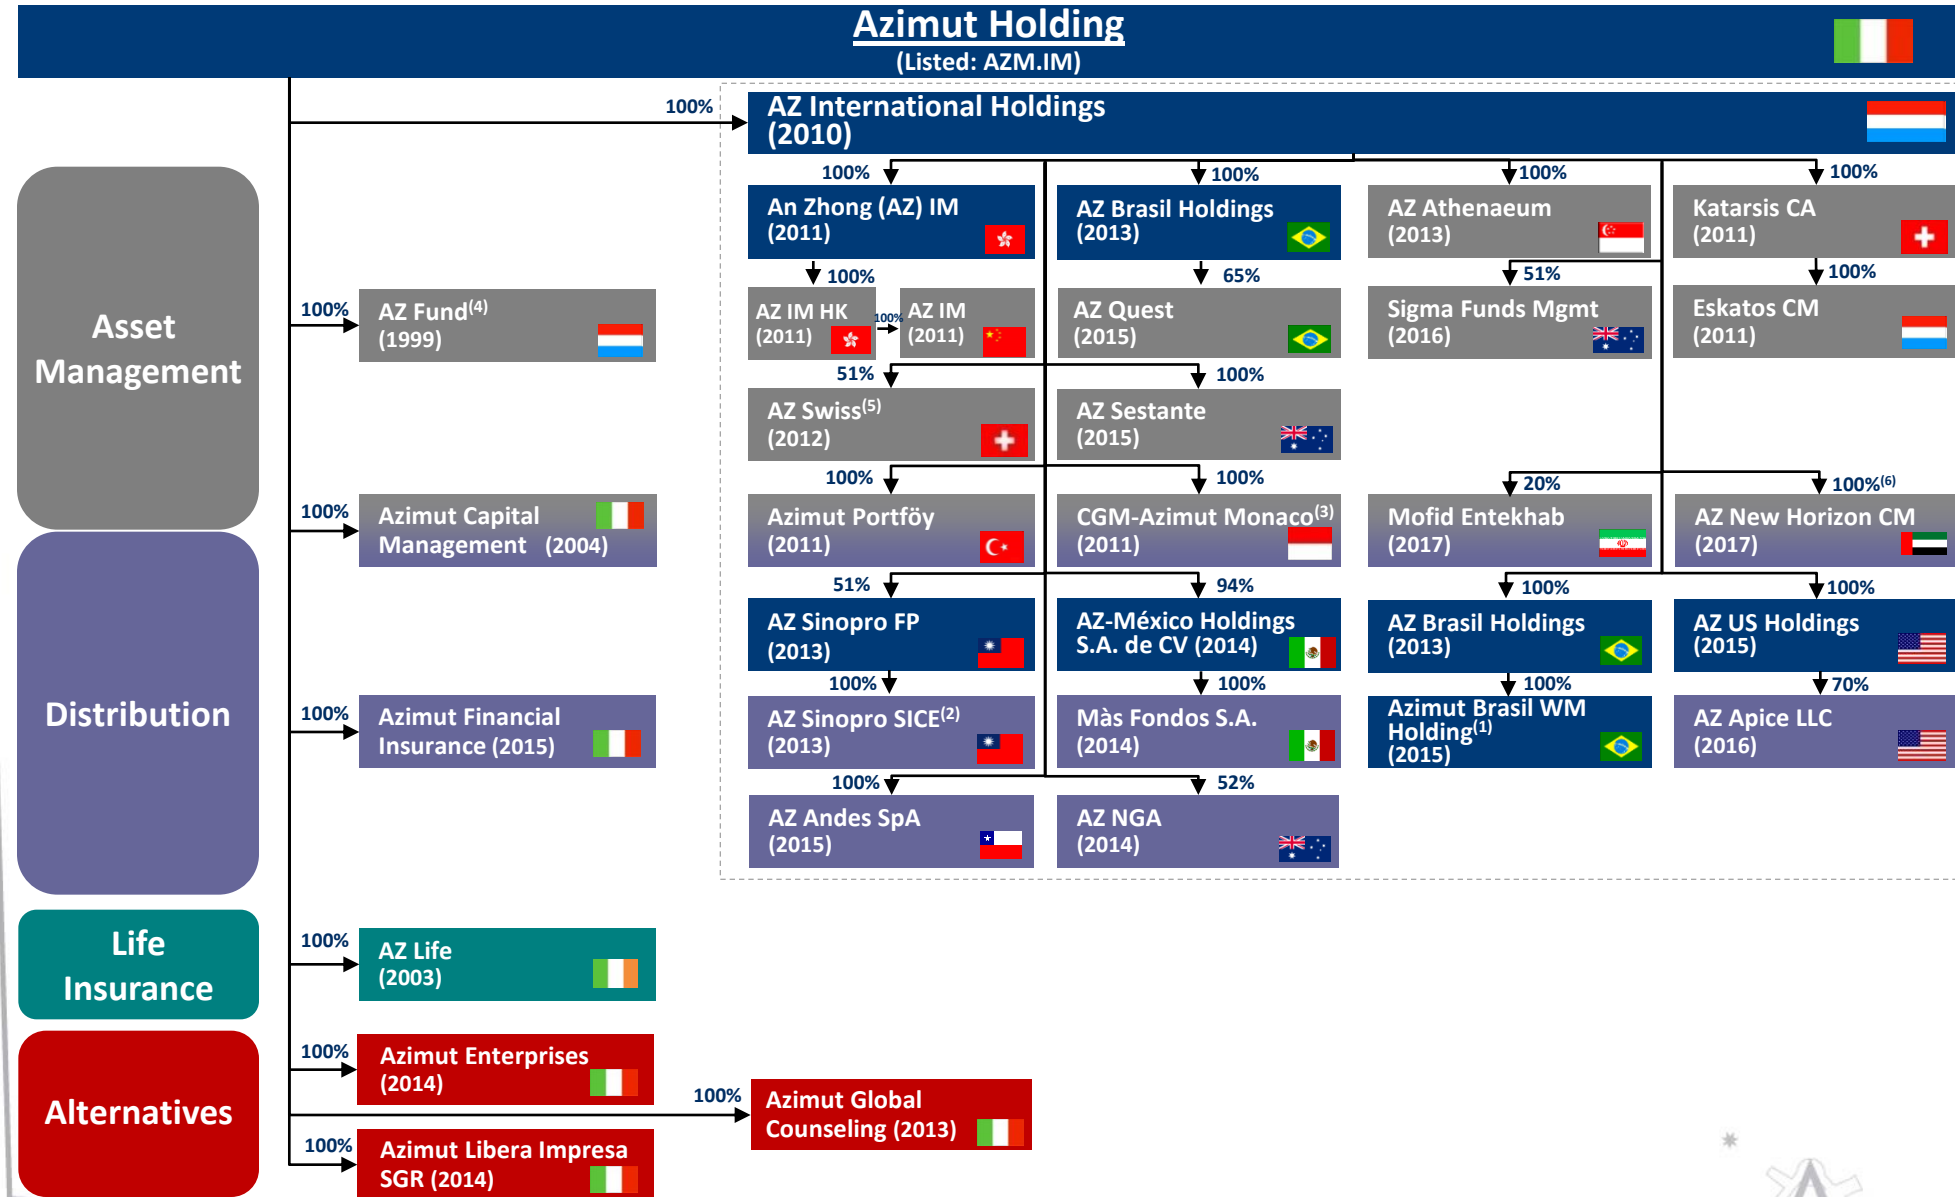 Azimut Holding
(Listed: AZM.IM)
100%
AZ International Holdings
(2010)
Asset
Management
Distribution
Life
Insurance
Alternatives
100%
AZ Fund(4)
(1999)
100%
Azimut Capital
Management (2004)
100%
Azimut Financial
Insurance (2015)
100%
AZ Life
(2003)
100%
Azimut Enterprises
(2014)
100%
Azimut Global
Counseling (2013)
100%
Azimut Libera Impresa
SGR (2014)
100%
An Zhong (AZ) IM
(2011)
100%
AZ Brasil Holdings
(2013)
100%
AZ Athenaeum
(2013)
100%
Katarsis CA
(2011)
100%
AZ IM HK
(2011)
100%
AZ IM
(2011)
65%
AZ Quest
(2015)
51%
Sigma Funds Mgmt
(2016)
100%
Eskatos CM
(2011)
51%
AZ Swiss(5)
(2012)
100%
AZ Sestante
(2015)
100%
Azimut Portföy
(2011)
100%
CGM-Azimut Monaco(3)
(2011)
20%
Mofid Entekhab
(2017)
100%(6)
AZ New Horizon CM
(2017)
51%
AZ Sinopro FP
(2013)
94%
AZ-México Holdings
S.A. de CV (2014)
100%
AZ Brasil Holdings
(2013)
100%
AZ US Holdings
(2015)
100%
AZ Sinopro SICE(2)
(2013)
100%
Màs Fondos S.A.
(2014)
100%
Azimut Brasil WM
Holding(1)
(2015)
70%
AZ Apice LLC
(2016)
100%
AZ Andes SpA
(2015)
52%
AZ NGA
(2014)